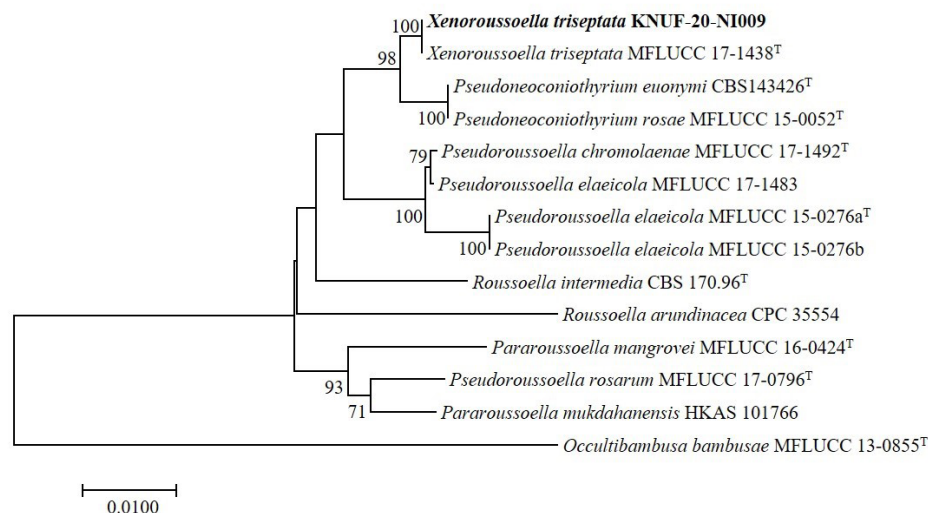 Xenoroussoella triseptata KNUF-20-NI009
100
Xenoroussoella triseptata MFLUCC 17-1438T
98
Pseudoneoconiothyrium euonymi CBS143426T
100
Pseudoneoconiothyrium rosae MFLUCC 15-0052T
79
Pseudoroussoella chromolaenae MFLUCC 17-1492T
Pseudoroussoella elaeicola MFLUCC 17-1483
100
Pseudoroussoella elaeicola MFLUCC 15-0276aT
100
Pseudoroussoella elaeicola MFLUCC 15-0276b
Roussoella intermedia CBS 170.96T
Roussoella arundinacea CPC 35554
Pararoussoella mangrovei MFLUCC 16-0424T
93
Pseudoroussoella rosarum MFLUCC 17-0796T
71
Pararoussoella mukdahanensis HKAS 101766
Occultibambusa bambusae MFLUCC 13-0855T
0.0100